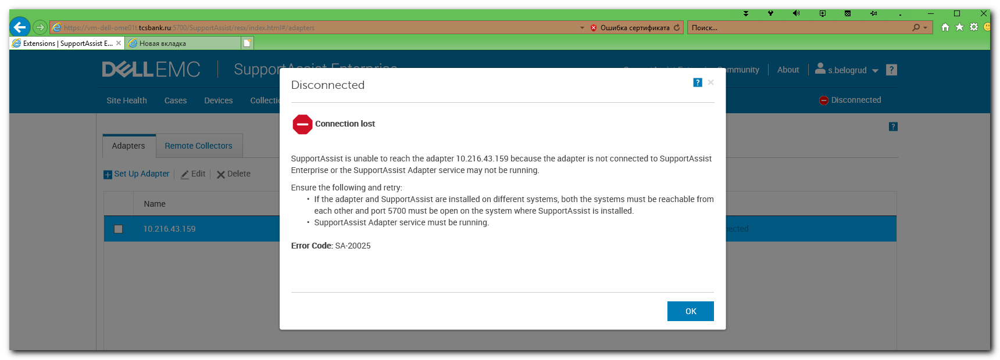 https://vm-dell-ome01t.tcsbank.ru:5700/SupportAssist/resx/index.html#/adapters
Ошибка сертификата
Поиск...
Extensions | SupportAssist E...
Новая вкладка
DELLEMC
SupportAssist Enterprise
SupportAssist Enterprise Community
About
s.belogrud
?
Site Health
Cases
Devices
Collecti
Disconnected
Disconnected
?
Connection lost
?
Adapters
Remote Collectors
SupportAssist is unable to reach the adapter 10.216.43.159 because the adapter is not connected to SupportAssist
Enterprise or the SupportAssist Adapter service may not be running.
Set Up Adapter
Edit
Delete
Ensure the following and retry:
• If the adapter and SupportAssist are installed on different systems, both the systems must be reachable from
each other and port 5700 must be open on the system where SupportAssist is installed.
• SupportAssist Adapter service must be running.
Name
10.216.43.159
ected
Error Code: SA-20025
OK